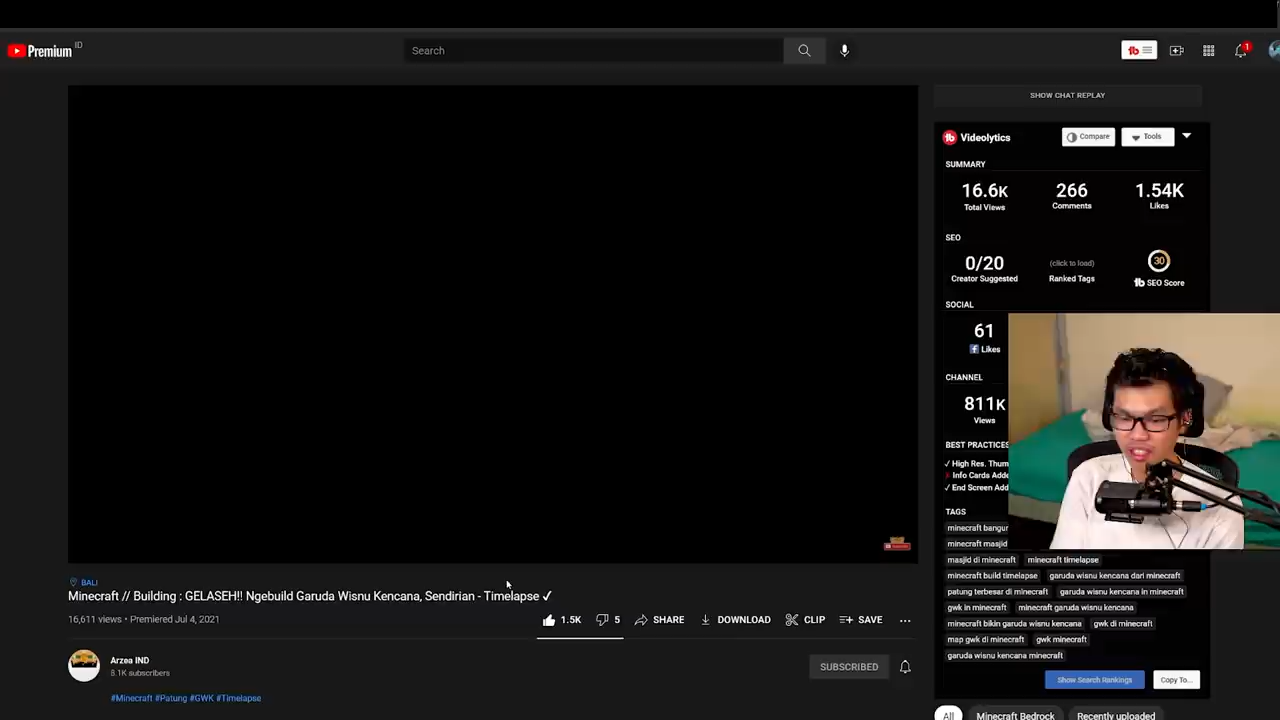 Premium ID
Search
1
SHOW CHAT REPLAY
Videolytics
Compare
Tools
SUMMARY
16.6K
266
1.54K
Total Views
Comments
Likes
SEO
0/20
(click to load)
30
Creator Suggested
Ranked Tags
SEO Score
SOCIAL
61
Likes
CHANNEL
811K
Views
BEST PRACTICES
High Res.
Info Cards
End Screen
TAGS
minecraft
minecraft masjid
masjid di minecraft
minecraft timelapse
minecraft build timelapse
garuda wisnu kencana dari minecraft
patung terbesar di minecraft
garuda wisnu kencana in minecraft
gwk in minecraft
minecraft garuda wisnu kencana
minecraft bikin garuda wisnu kencana
gwk di minecraft
map gwk di minecraft
gwk minecraft
garuda wisnu kencana minecraft
Show Search Rankings
Copy To...
All
Minecraft Bedrock
Recently uploaded
BALI
Minecraft // Building : GELASEH!! Ngebuild Garuda Wisnu Kencana, Sendirian - Timelapse ✓
16,611 views • Premiered Jul 4, 2021
1.5K
5
SHARE
DOWNLOAD
CLIP
SAVE
Arzea IND
8.1K subscribers
SUBSCRIBED
#Minecraft #Patung #GWK #Timelapse